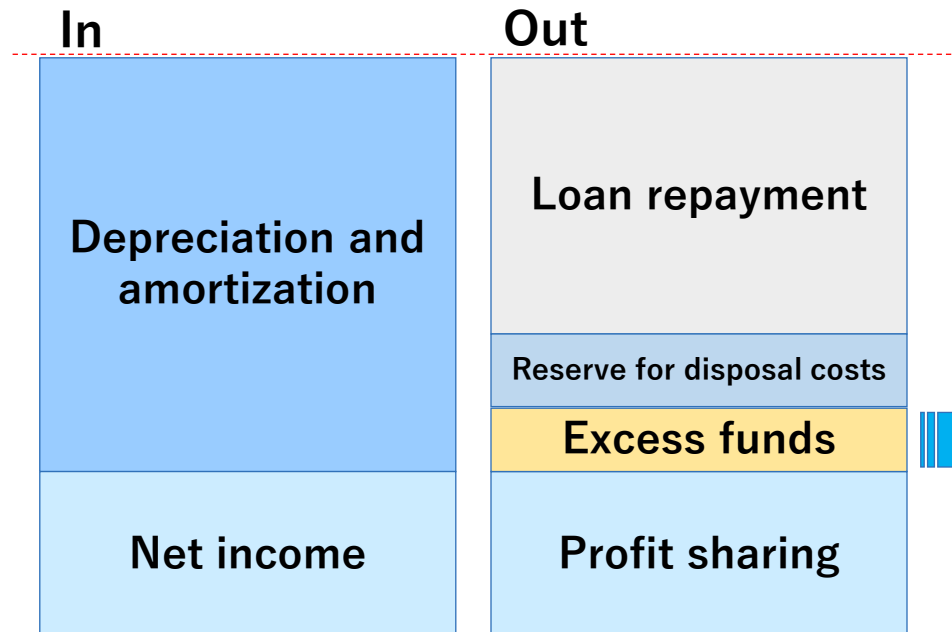 In
Out
Depreciation and
amortization
Net income
Loan repayment
Reserve for disposal costs
Excess funds
Profit sharing